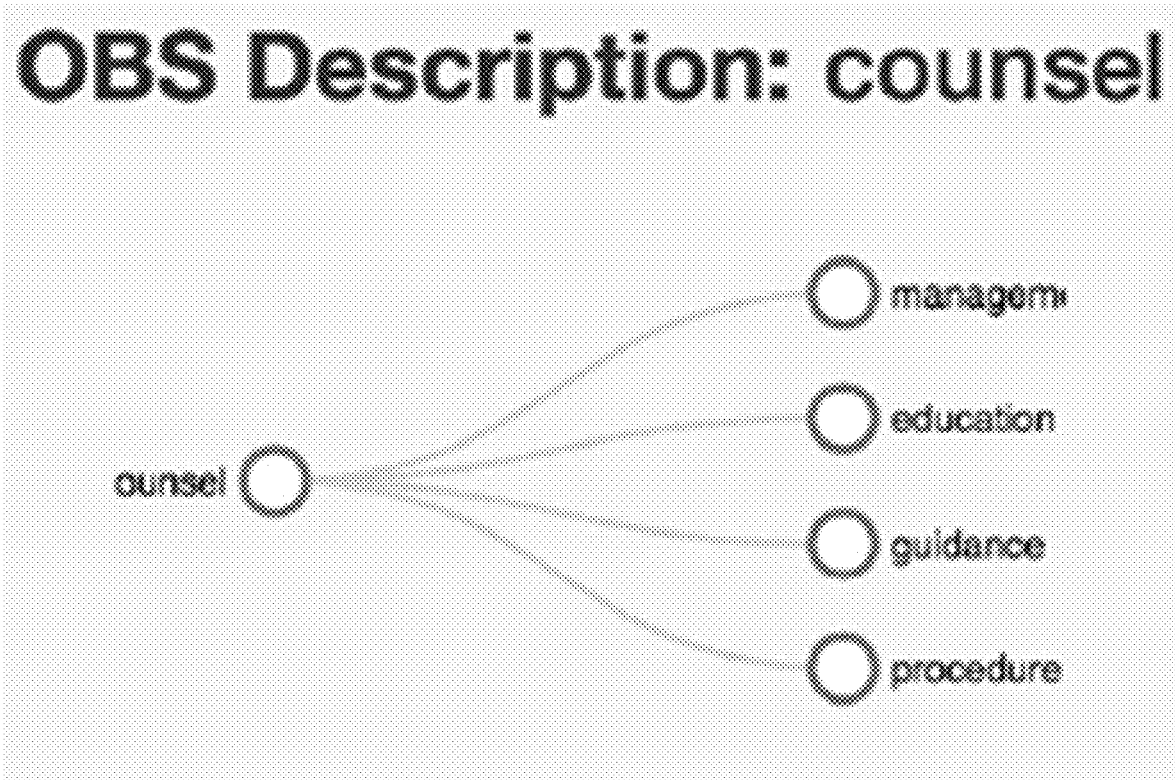 OBS Description: counsel
managem
education
ounsel
guidance
procedure